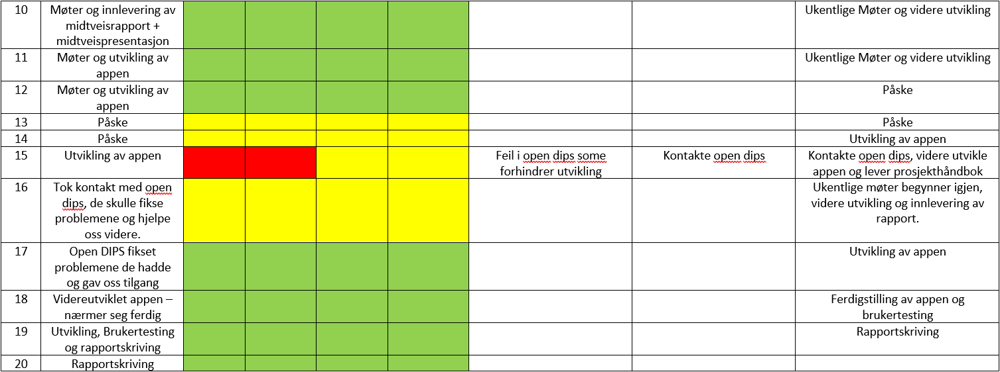 10
Møter og innlevering av
midtveisrapport +
midtveispresentasjon
Ukentlige Møter og videre utvikling
11
Møter og utvikling av
appen
Ukentlige Møter og videre utvikling
12
Møter og utvikling av
appen
Påske
13
Påske
Påske
14
Påske
Utvikling av appen
15
Utvikling av appen
Feil i open dips some
forhindrer utvikling
Kontakte open dips
Kontakte open dips, videre utvikle
appen og lever prosjekthåndbok
16
Tok kontakt med open
dips, de skulle fikse
problemene og hjelpe
oss videre.
Ukentlige møter begynner igjen,
videre utvikling og innlevering av
rapport.
17
Open DIPS fikset
problemene de hadde
og gav oss tilgang
Utvikling av appen
18
Videreutviklet appen –
nærmer seg ferdig
Ferdigstilling av appen og
brukertesting
19
Utvikling, Brukertesting
og rapportskriving
Rapportskriving
20
Rapportskriving